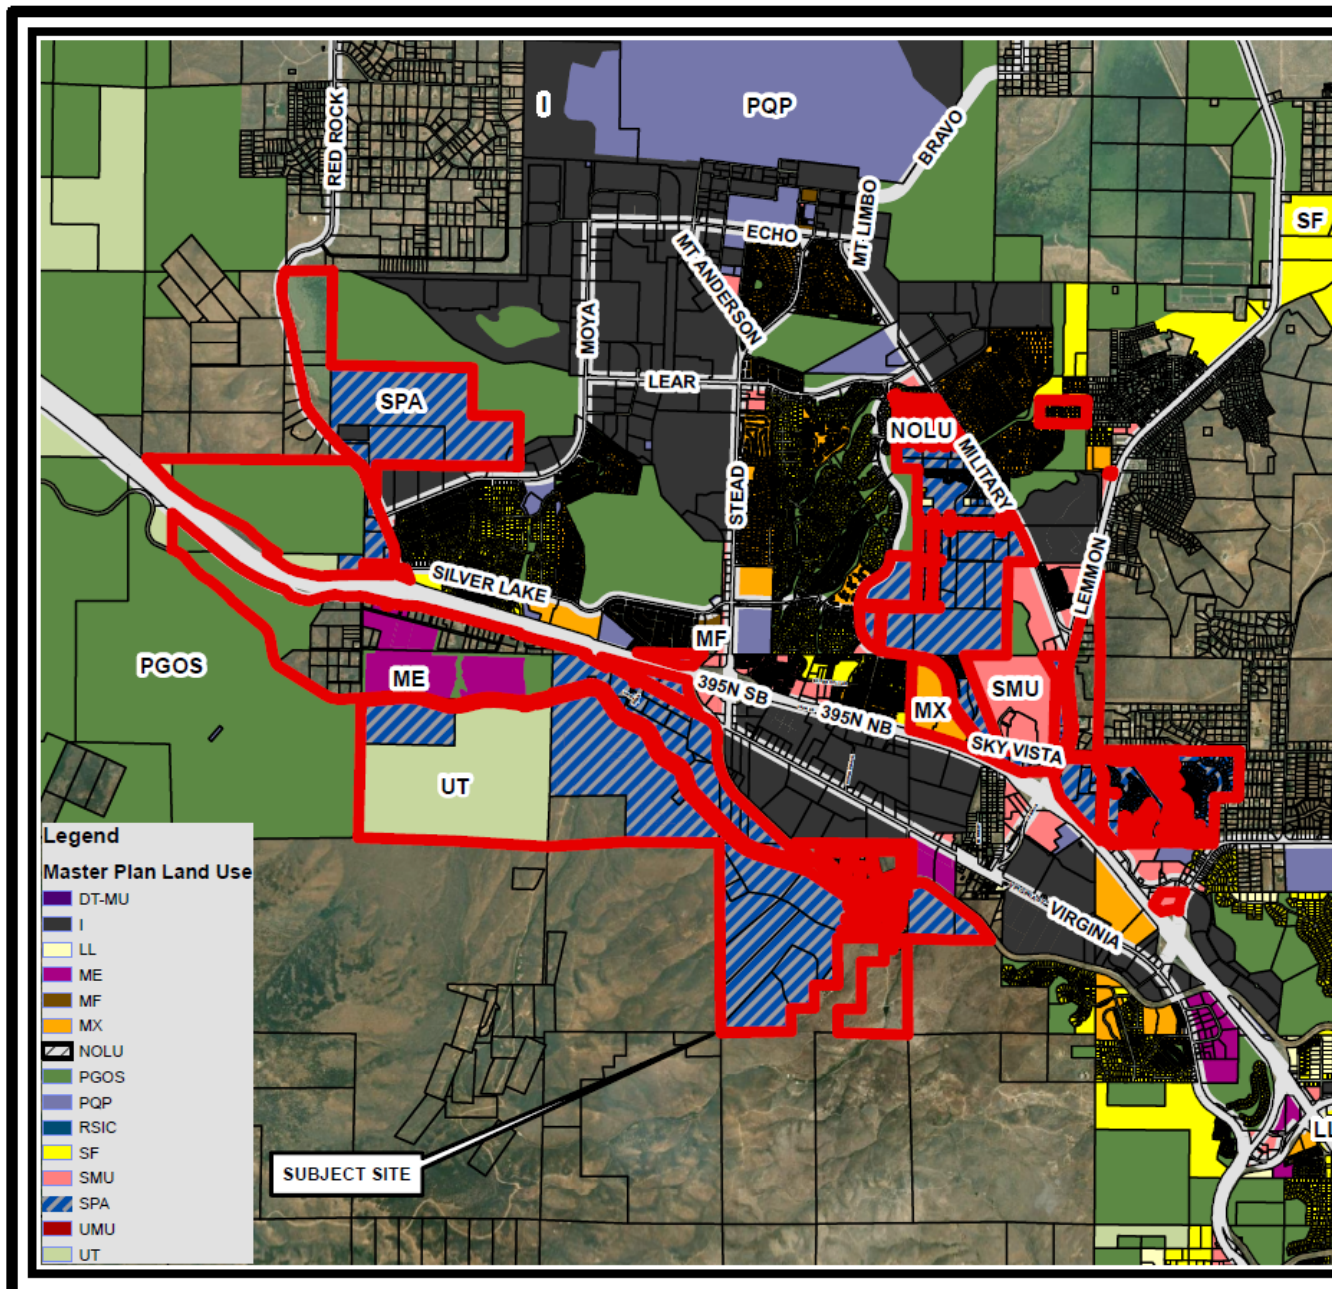 I
PQP
RED ROCK
BRAVO
MT LIMBO
SF
ECHO
MT ANDERSON
MOYA
LEAR
SPA
NOLU
MILITARY
STEAD
LEMMON
SILVER LAKE
MF
PGOS
ME
395N SB
SMU
MX
395N NB
SKY VISTA
UT
VIRGINIA
LL
SUBJECT SITE
Legend
Master Plan Land Use
DT-MU
I
LL
ME
MF
MX
NOLU
PGOS
PQP
RSIC
SF
SMU
SPA
UMU
UT